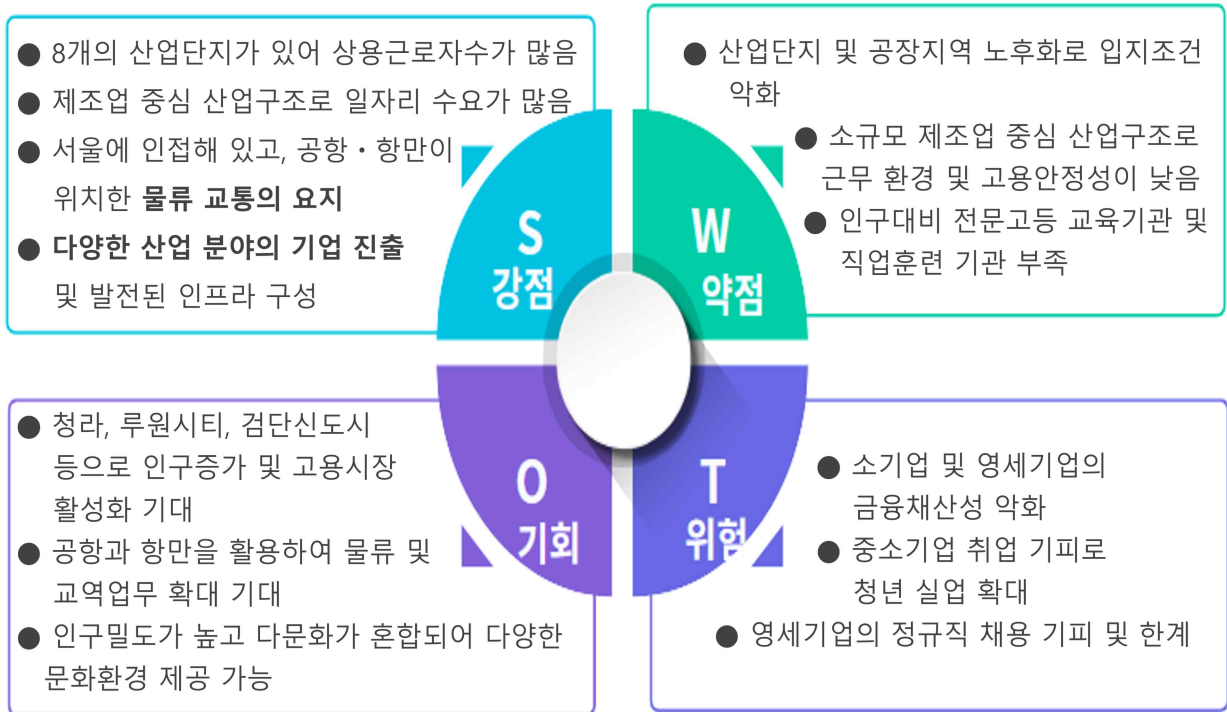 ● 8개의 산업단지가 있어 상용근로자수가 많음
● 제조업 중심 산업구조로 일자리 수요가 많음
● 서울에 인접해 있고, 공항・항만이
위치한 물류 교통의 요지
● 다양한 산업 분야의 기업 진출
및 발전된 인프라 구성
S
강점
● 산업단지 및 공장지역 노후화로 입지조건
악화
● 소규모 제조업 중심 산업구조로
근무 환경 및 고용안정성이 낮음
● 인구대비 전문고등 교육기관 및
직업훈련 기관 부족
W
약점
● 청라, 루원시티, 검단신도시
등으로 인구증가 및 고용시장
활성화 기대
● 공항과 항만을 활용하여 물류 및
교역업무 확대 기대
● 인구밀도가 높고 다문화가 혼합되어 다양한
문화환경 제공 가능
O
기회
● 소기업 및 영세기업의
금융채산성 악화
● 중소기업 취업 기피로
청년 실업 확대
● 영세기업의 정규직 채용 기피 및 한계
T
위험